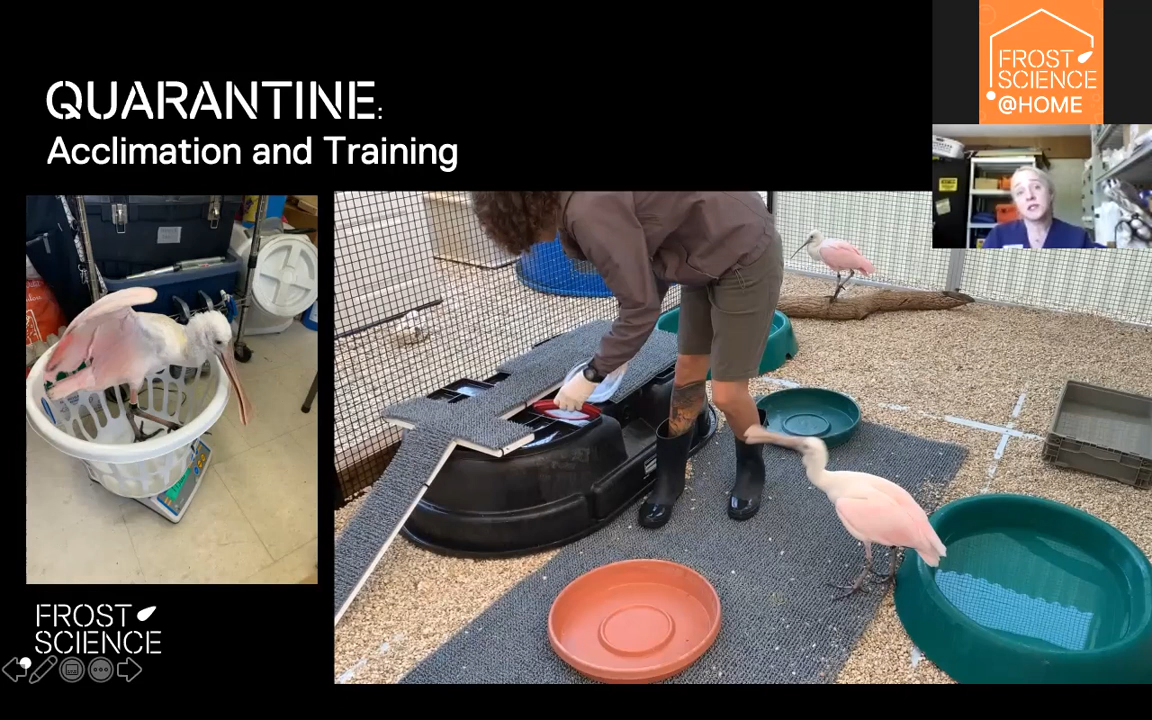 QUARANTINE:
Acclimation and Training
FROST
SCIENCE
@HOME
FROST
SCIENCE